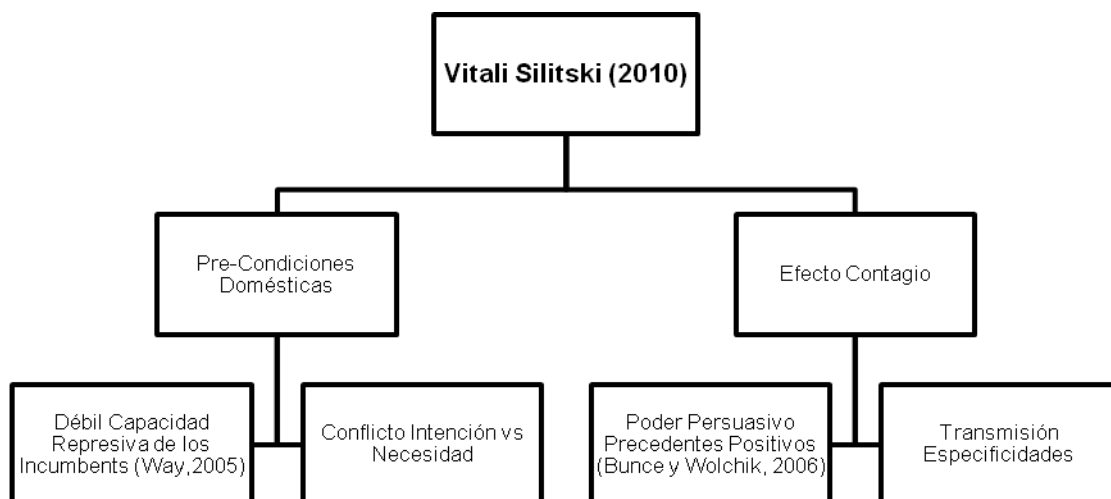 Vitali Silitski (2010)
Pre-Condiciones
Domésticas
Efecto Contagio
Débil Capacidad
Represiva de los
Incumbents (Way,2005)
Conflicto Intención vs
Necesidad
Poder Persuasivo
Precedentes Positivos
(Bunce y Wolchik, 2006)
Transmisión
Especificidades